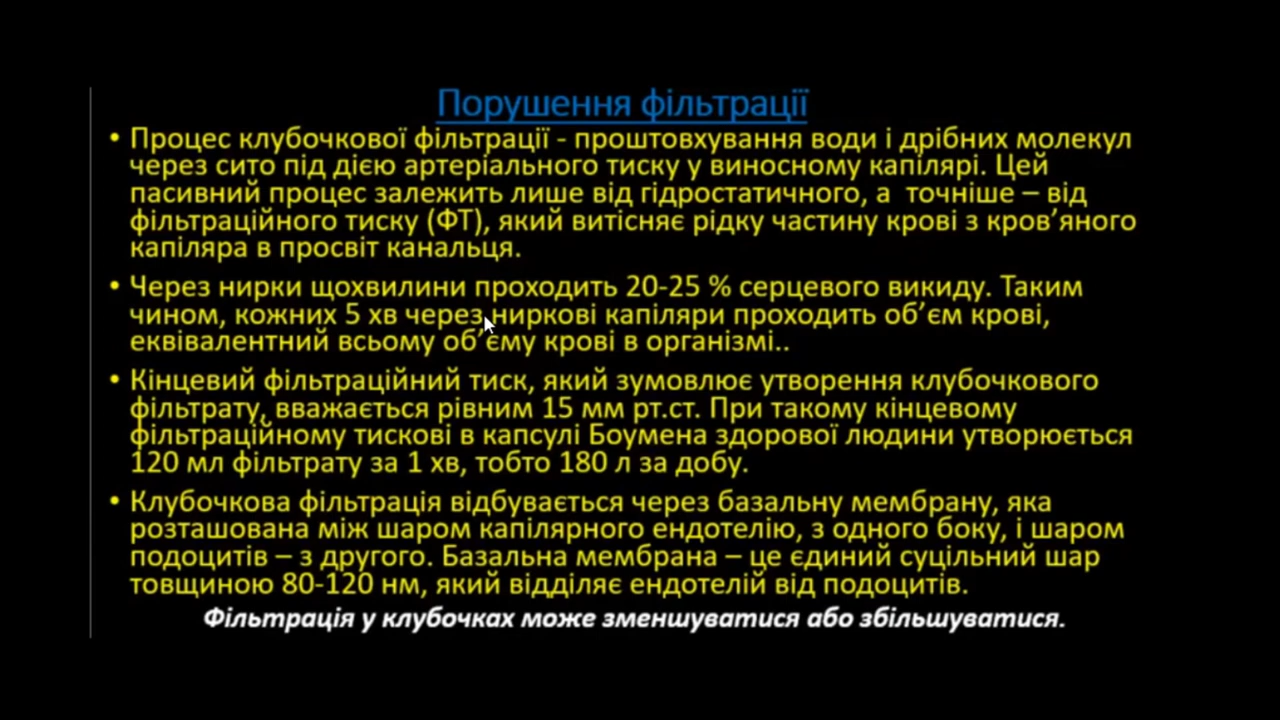 Порушення фільтрації
• Процес клубочкової фільтрації - проштовхування води і дрібних молекул
через сито під дією артеріального тиску у виносному капілярі. Цей
пасивний процес залежить лише від гідростатичного, а  точніше – від
фільтраційного тиску (ФТ), який витісняє рідку частину крові з кров’яного
капіляра в просвіт канальця.
• Через нирки щохвилини проходить 20-25 % серцевого викиду. Таким
чином, кожних 5 хв через ниркові капіляри проходить об’єм крові,
еквівалентний всьому об’єму крові в організмі..
• Кінцевий фільтраційний тиск, який зумовлює утворення клубочкового
фільтрату, вважається рівним 15 мм рт.ст. При такому кінцевому
фільтраційному тискові в капсулі Боумена здорової людини утворюється
120 мл фільтрату за 1 хв, тобто 180 л за добу.
• Клубочкова фільтрація відбувається через базальну мембрану, яка
розташована між шаром капілярного ендотелію, з одного боку, і шаром
подоцитів – з другого. Базальна мембрана – це єдиний суцільний шар
товщиною 80-120 нм, який відділяє ендотелій від подоцитів.
Фільтрація у клубочках може зменшуватися або збільшуватися.